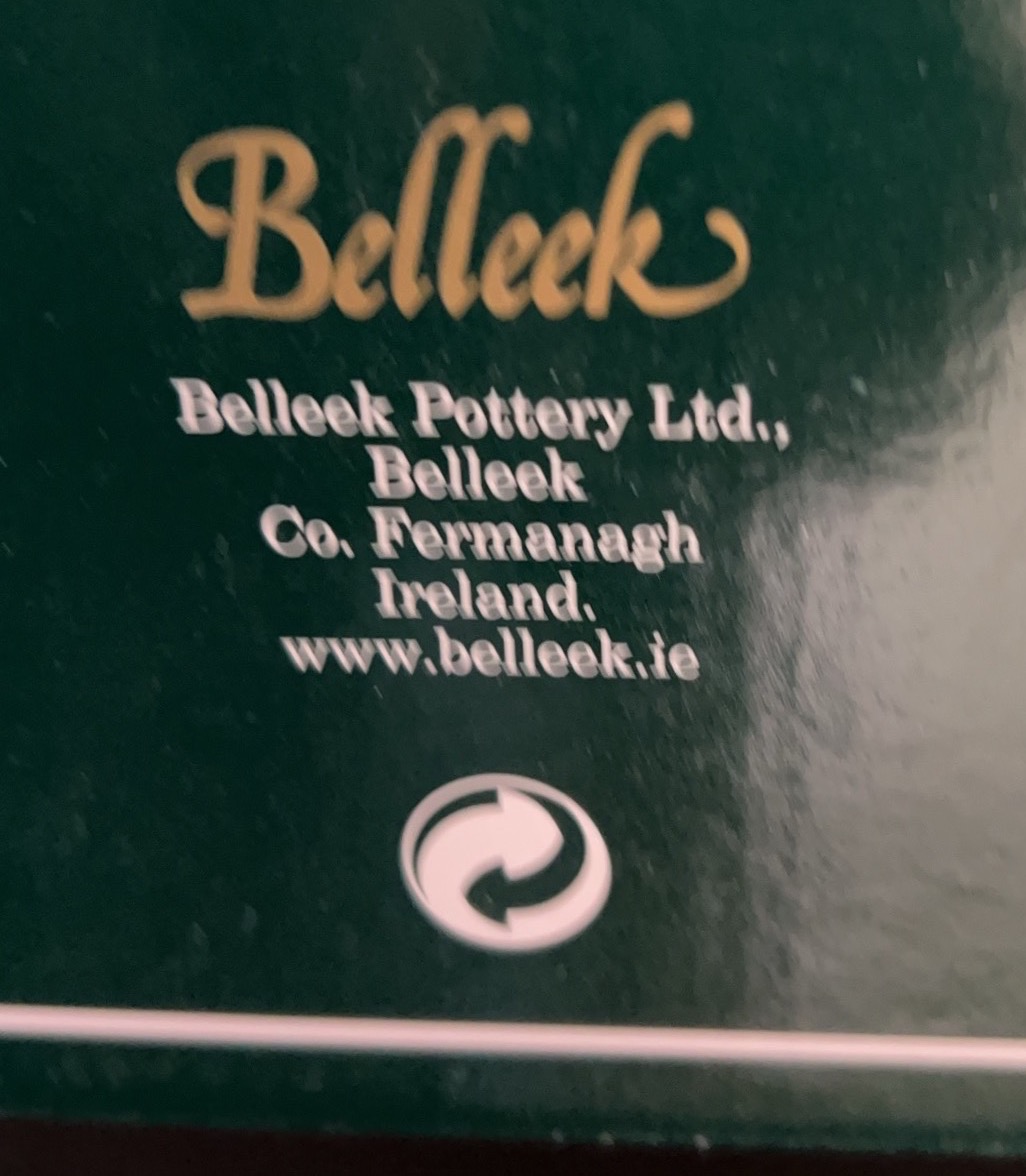 Belleek
Belleek Pottery Ltd.,
Belleek
Co. Fermanagh
Ireland.
www.belleek.ie